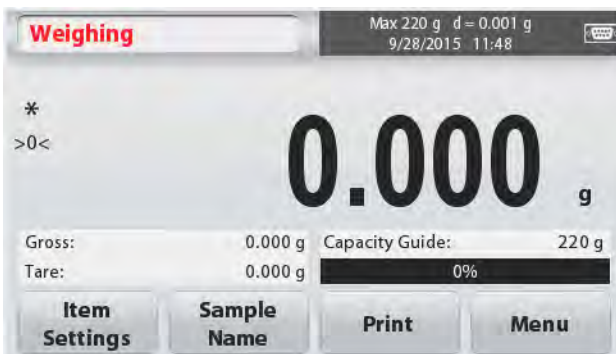 Weighing
Max 220 g d = 0.001 g
9/28/2015 11:48
*
>0<
0.000 g
Gross: 0.000 g
Tare: 0.000 g
Capacity Guide: 220 g
0%
Item Settings
Sample Name
Print
Menu